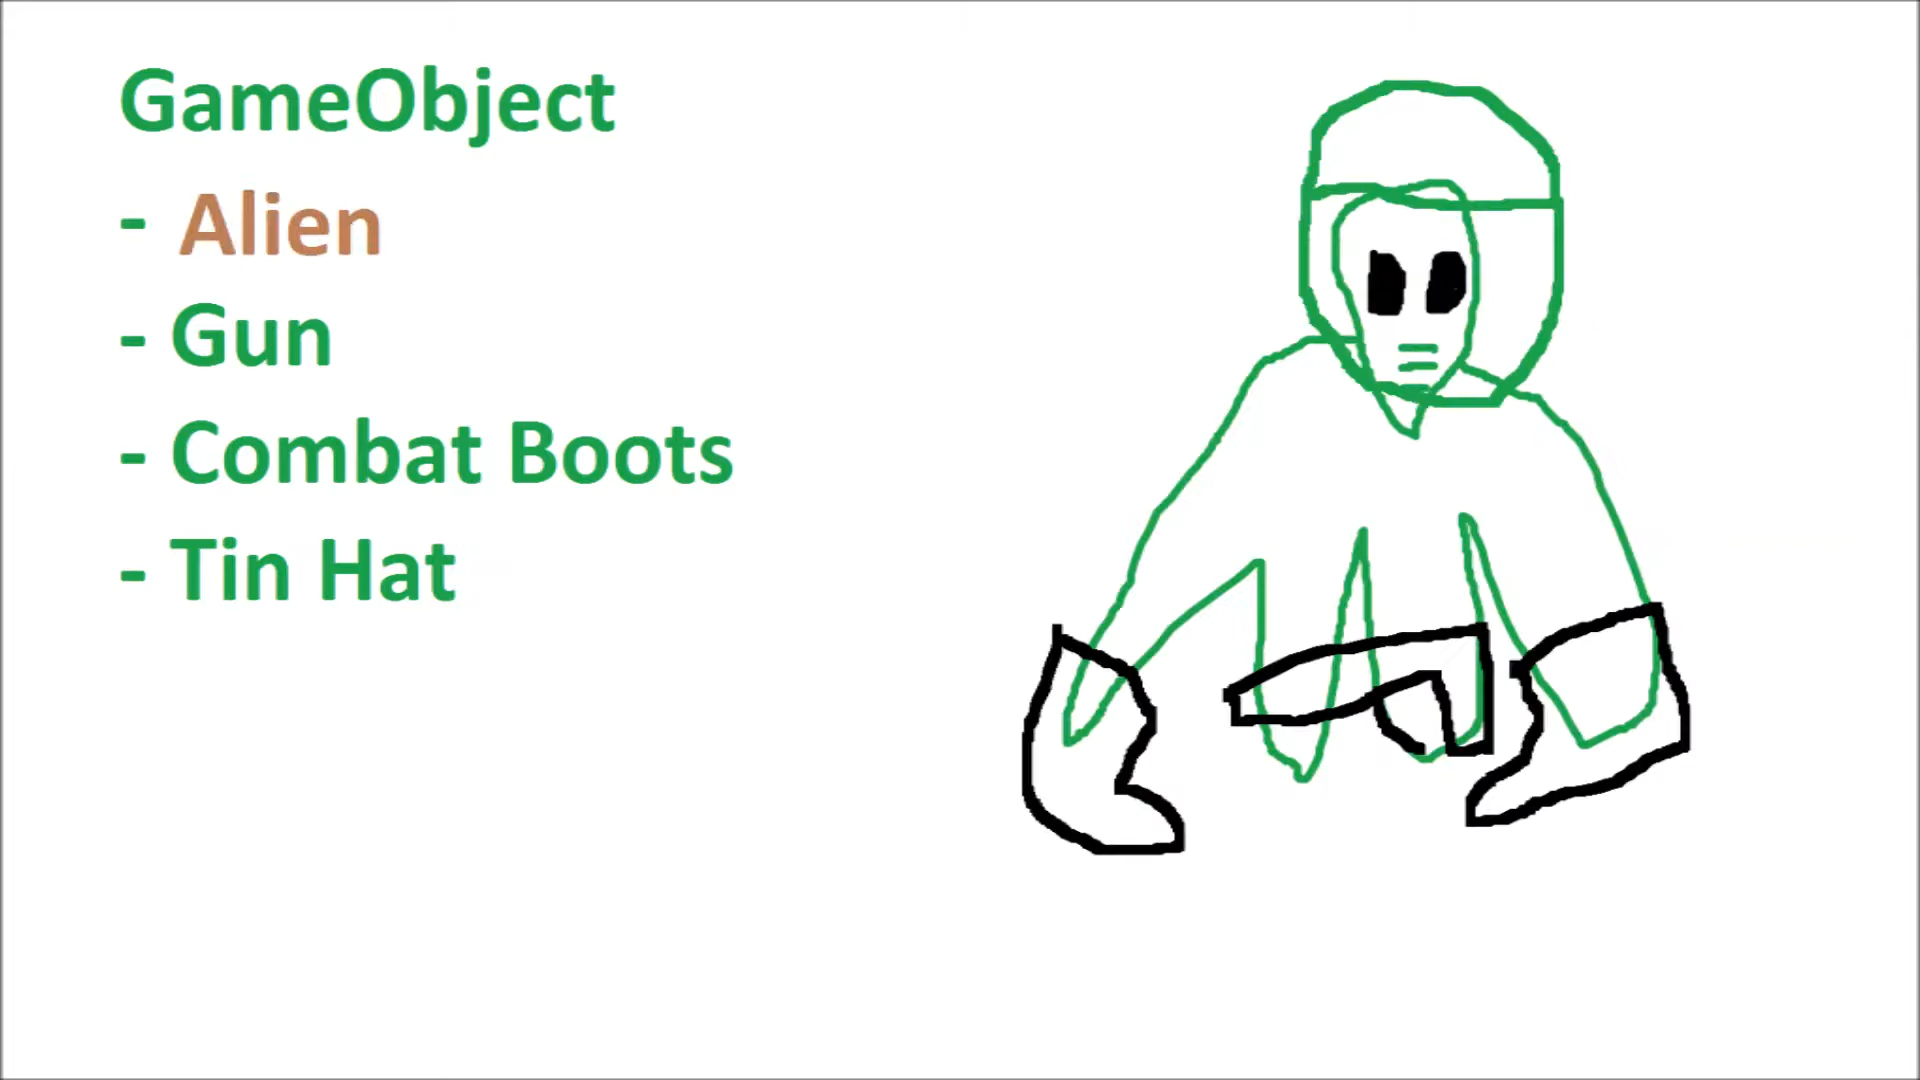 GameObject
- Alien
- Gun
- Combat Boots
- Tin Hat